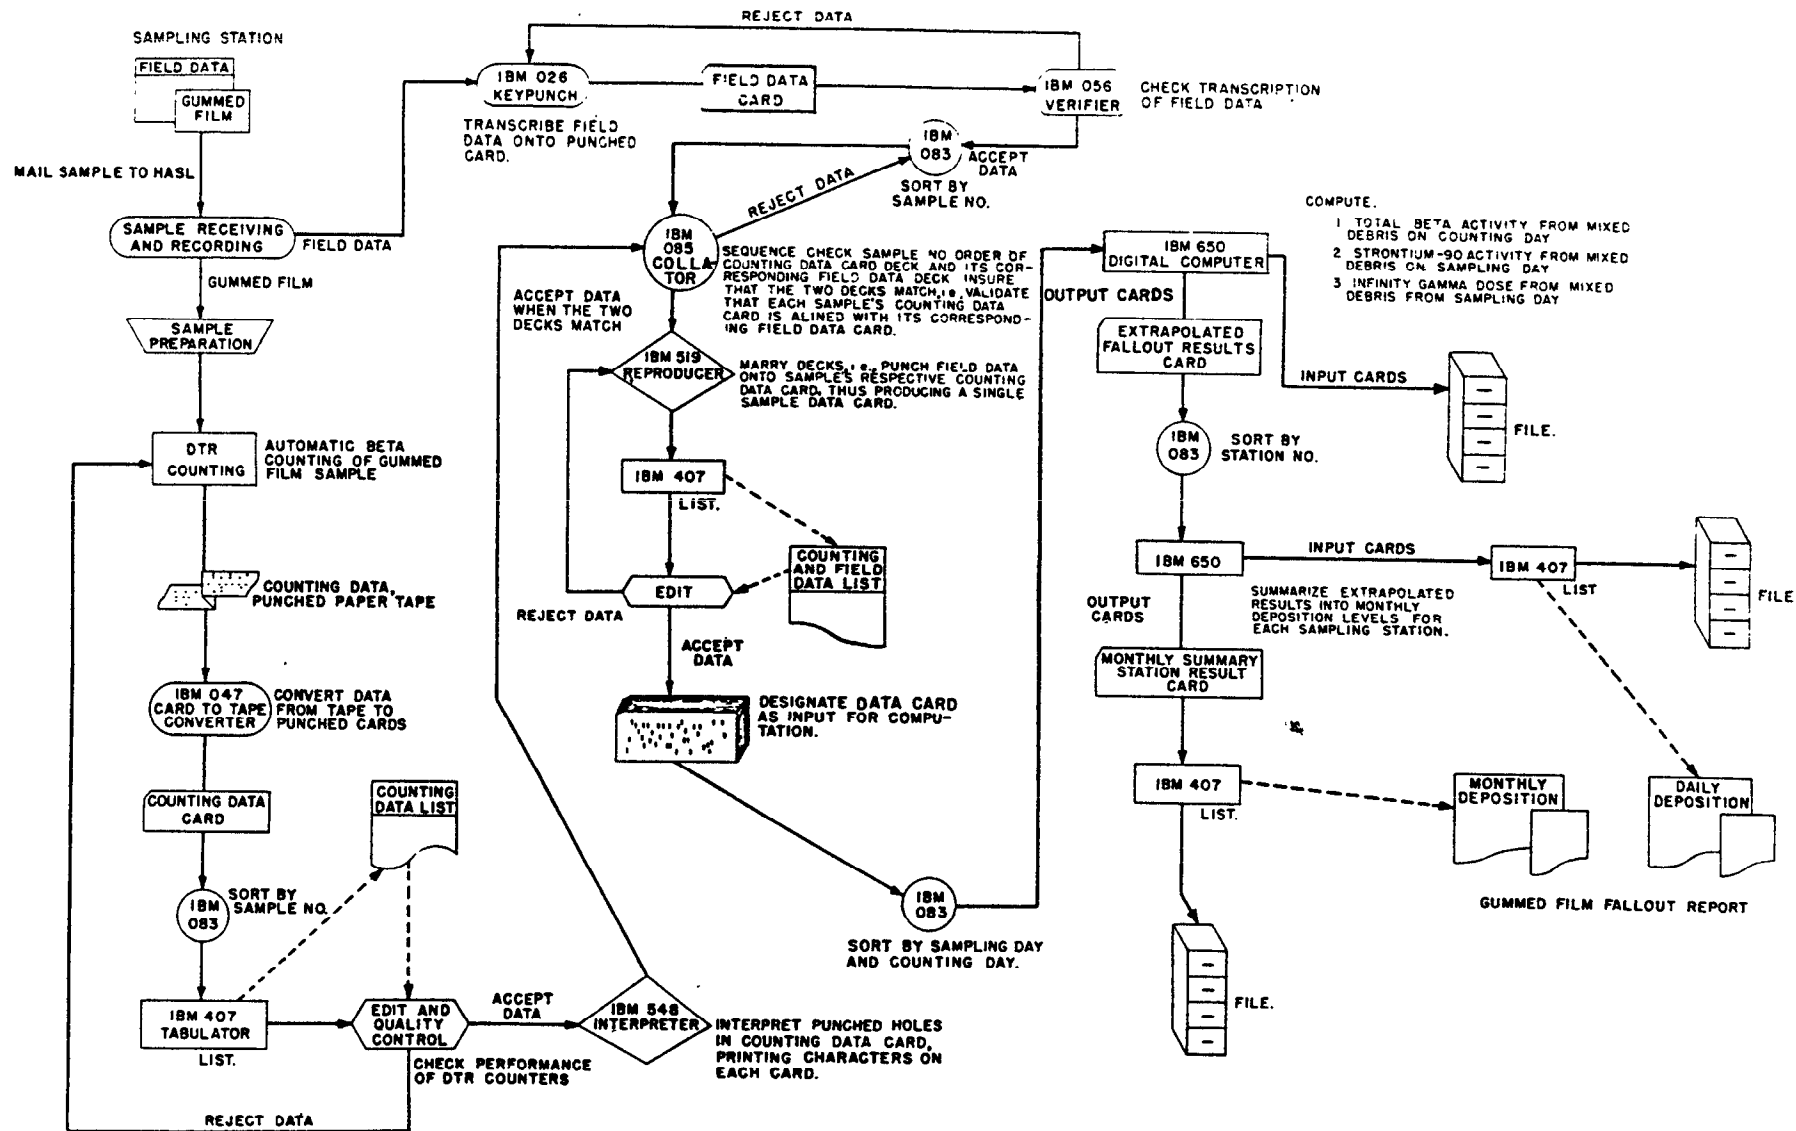 REJECT DATA
SAMPLING STATION
FIELD DATA
GUMMED
FILM
MAIL SAMPLE TO HASL
SAMPLE RECEIVING
AND RECORDING
FIELD DATA
GUMMED FILM
SAMPLE
PREPARATION
DTR
COUNTING
AUTOMATIC BETA
COUNTING OF GUMMED
FILM SAMPLE
COUNTING DATA,
PUNCHED PAPER TAPE
IBM 047
CARD TO TAPE
CONVERTER
CONVERT DATA
FROM TAPE TO
PUNCHED CARDS
COUNTING DATA
CARD
IBM
083
SORT BY
SAMPLE NO.
IBM 407
TABULATOR
LIST.
COUNTING
DATA LIST
EDIT AND
QUALITY
CONTROL
CHECK PERFORMANCE
OF DTR COUNTERS
REJECT DATA
ACCEPT
DATA
IBM 548
INTERPRETER
INTERPRET PUNCHED HOLES
IN COUNTING DATA CARD,
PRINTING CHARACTERS ON
EACH CARD.
IBM 026
KEYPUNCH
TRANSCRIBE FIELD
DATA ONTO PUNCHED
CARD.
FIELD DATA
CARD
IBM 056
VERIFIER
CHECK TRANSCRIPTION
OF FIELD DATA
ACCEPT
DATA
IBM
083
SORT BY
SAMPLE NO.
REJECT DATA
IBM
085
COLLA
TOR
SEQUENCE CHECK SAMPLE NO ORDER OF
COUNTING DATA CARD DECK AND ITS COR-
RESPONDING FIELD DATA DECK INSURE
THAT THE TWO DECKS MATCH, i.e. VALIDATE
THAT EACH SAMPLE'S COUNTING DATA
CARD IS ALINED WITH ITS CORRESPOND-
ING FIELD DATA CARD.
ACCEPT DATA
WHEN THE TWO
DECKS MATCH
IBM 519
REPRODUCER
MARRY DECKS, i.e., PUNCH FIELD DATA
ONTO SAMPLE'S RESPECTIVE COUNTING
DATA CARD, THUS PRODUCING A SINGLE
SAMPLE DATA CARD.
IBM 407
LIST.
COUNTING
AND FIELD
DATA LIST
EDIT
REJECT DATA
ACCEPT
DATA
DESIGNATE DATA CARD
AS INPUT FOR COMPU-
TATION.
IBM
083
SORT BY SAMPLING DAY
AND COUNTING DAY.
IBM 650
DIGITAL COMPUTER
COMPUTE.
1 TOTAL BETA ACTIVITY FROM MIXED
DEBRIS ON COUNTING DAY
2 STRONTIUM-90 ACTIVITY FROM MIXED
DEBRIS ON SAMPLING DAY
3 INFINITY GAMMA DOSE FROM MIXED
DEBRIS FROM SAMPLING DAY
OUTPUT CARDS
EXTRAPOLATED
FALLOUT RESULTS
CARD
INPUT CARDS
FILE.
IBM
083
SORT BY
STATION NO.
IBM 650
INPUT CARDS
SUMMARIZE EXTRAPOLATED
RESULTS INTO MONTHLY
DEPOSITION LEVELS FOR
EACH SAMPLING STATION.
IBM 407
LIST
FILE
OUTPUT
CARDS
MONTHLY SUMMARY
STATION RESULT
CARD
IBM 407
LIST.
MONTHLY
DEPOSITION
DAILY
DEPOSITION
GUMMED FILM FALLOUT REPORT
FILE.